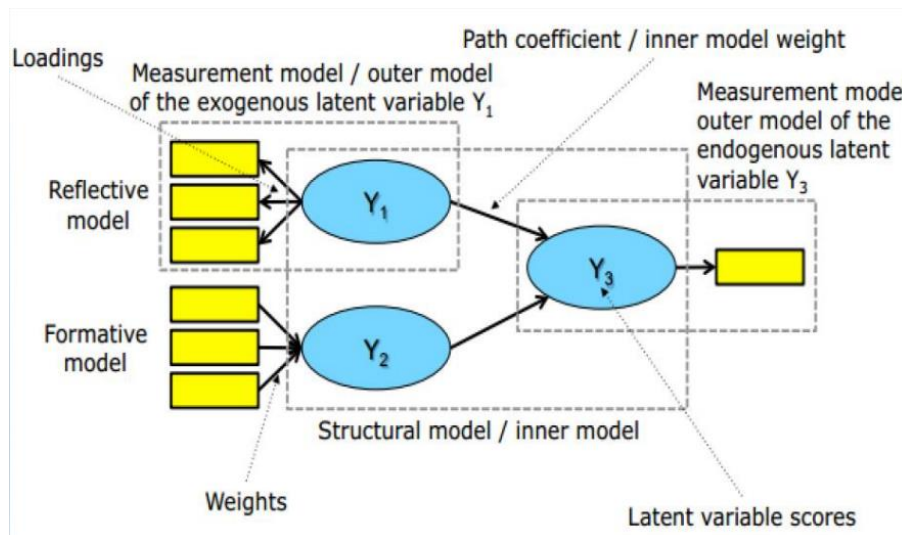 Path coefficient / inner model weight
Loadings
Measurement model / outer model
of the exogenous latent variable Y1
Measurement mode
outer model of the
endogenous latent
variable Y3
Reflective
model
Y1
Y3
Formative
model
Y2
Structural model / inner model
Weights
Latent variable scores